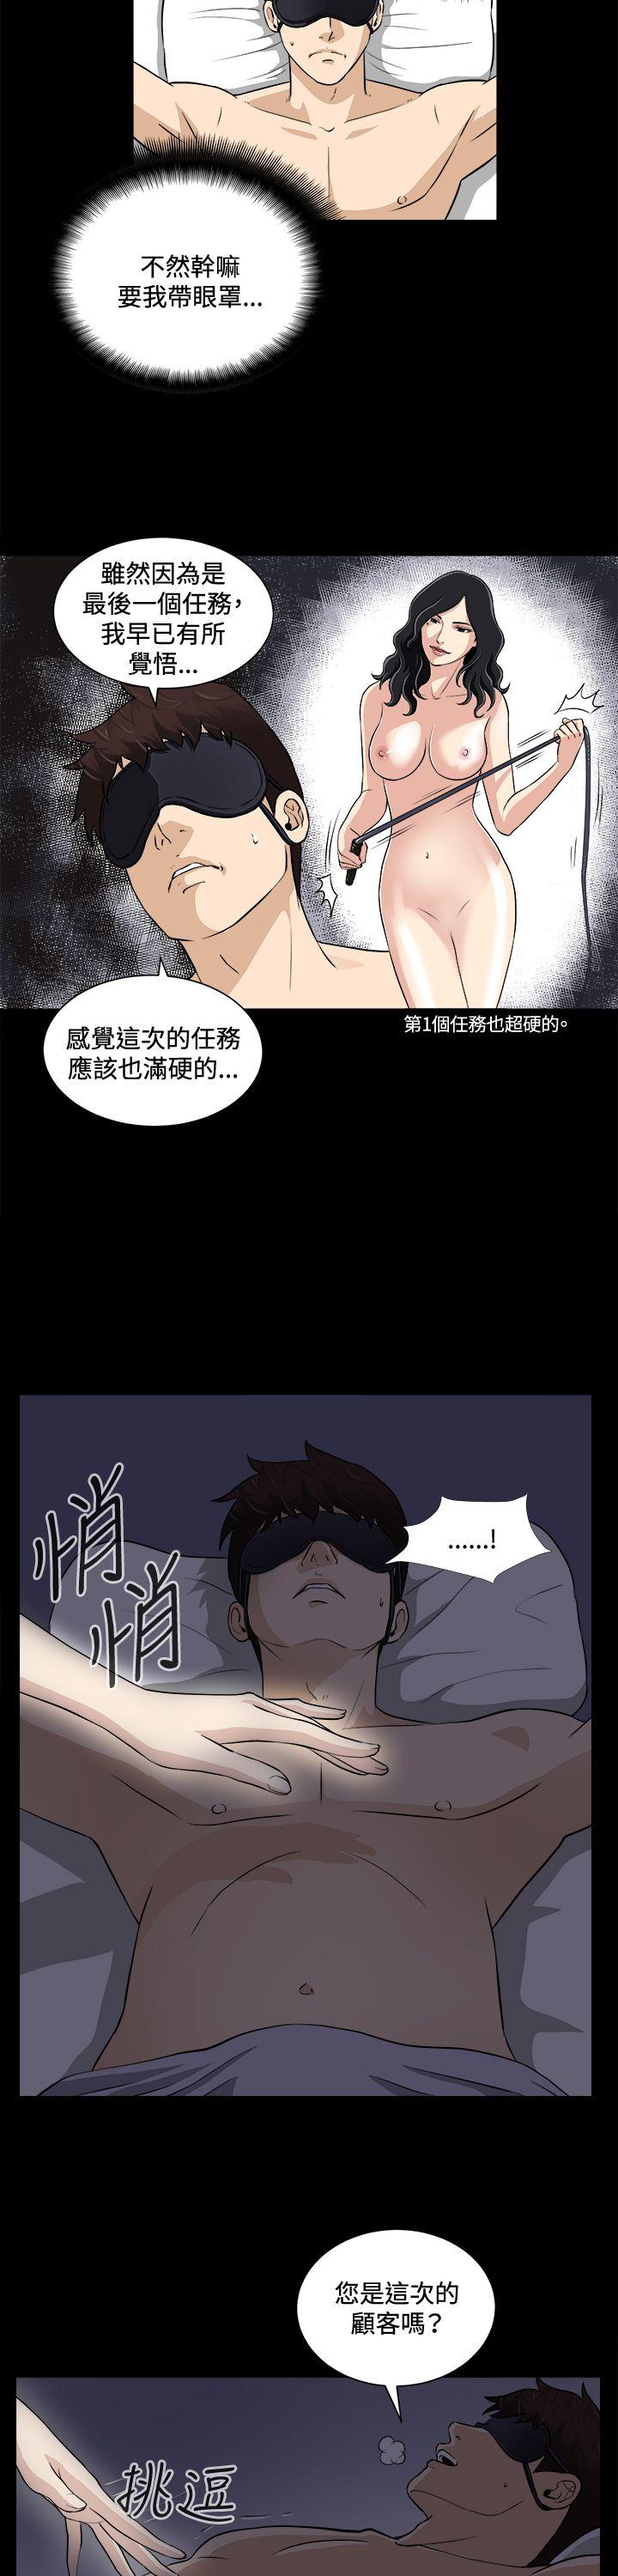 不然幹嘛
要我帶眼罩...
雖然因為是
最後一個任務，
我早已有所
覺悟...
第1個任務也超硬的。
感覺這次的任務
應該也滿硬的...
悄
悄
......!
您是這次的
顧客嗎？
挑逗